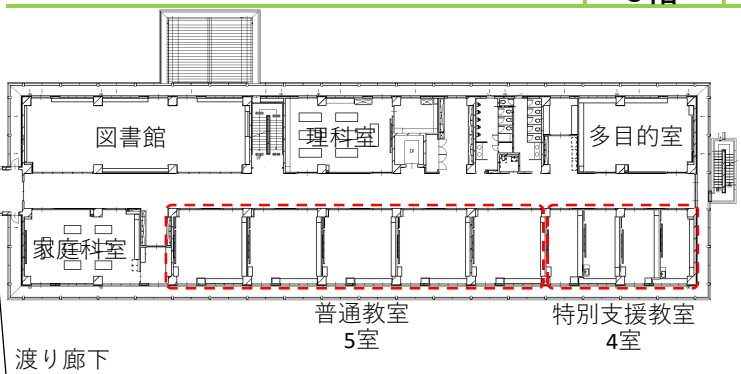 3階
図書館
理科室
多目的室
家庭科室
普通教室
5室
特別支援教室
4室
渡り廊下